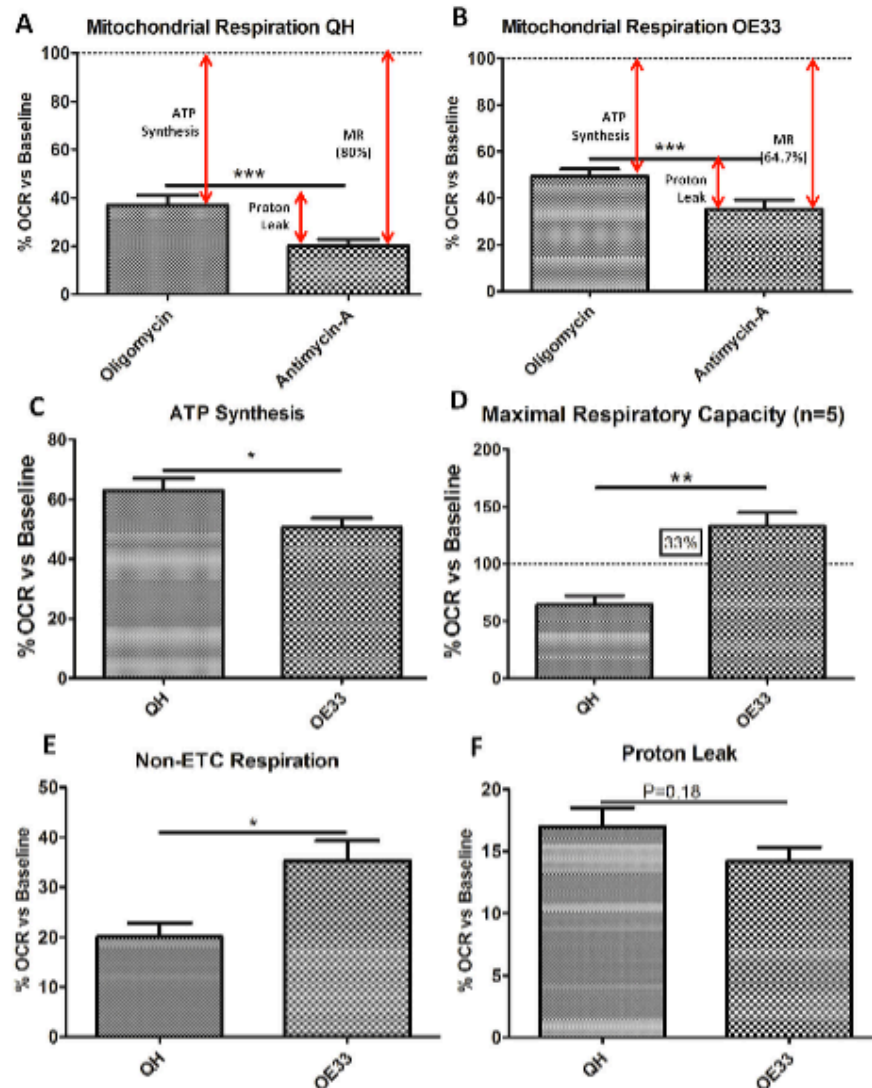 A
Mitochondrial Respiration QH
% OCR vs Baseline
100
80
60
40
20
0
ATP
Synthesis
MR
(80%)
***
Proton
Leak
Oligomycin
Antimycin-A
B
Mitochondrial Respiration OE33
% OCR vs Baseline
100
80
60
40
20
0
ATP
Synthesis
MR
(64.7%)
***
Proton
Leak
Oligomycin
Antimycin-A
C
ATP Synthesis
% OCR vs Baseline
80
60
40
20
0
*
QH
OE33
D
Maximal Respiratory Capacity (n=5)
% OCR vs Baseline
200
150
100
50
0
**
33%
QH
OE33
E
Non-ETC Respiration
% OCR vs Baseline
50
40
30
20
10
0
*
QH
OE33
F
Proton Leak
% OCR vs Baseline
20
15
10
5
0
P=0.18
QH
OE33